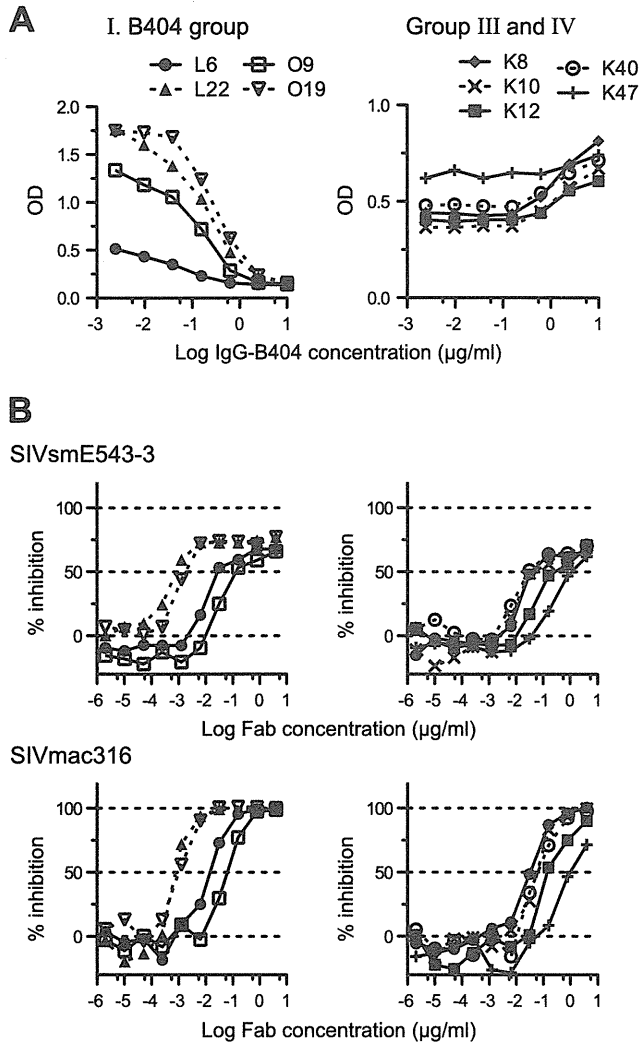 A
I. B404 group
Group III and IV
L6
O9
L22
O19
K8
K40
K10
K47
K12
2.0
1.5
1.0
0.5
0.0
OD
-3 -2 -1 0 1
1.0
0.5
0.0
OD
-3 -2 -1 0 1
Log IgG-B404 concentration (µg/ml)
B
SIVsmE543-3
100
50
0
% inhibition
-6 -5 -4 -3 -2 -1 0 1
100
50
0
% inhibition
-6 -5 -4 -3 -2 -1 0 1
Log Fab concentration (µg/ml)
SIVmac316
100
50
0
% inhibition
-6 -5 -4 -3 -2 -1 0 1
100
50
0
% inhibition
-6 -5 -4 -3 -2 -1 0 1
Log Fab concentration (µg/ml)